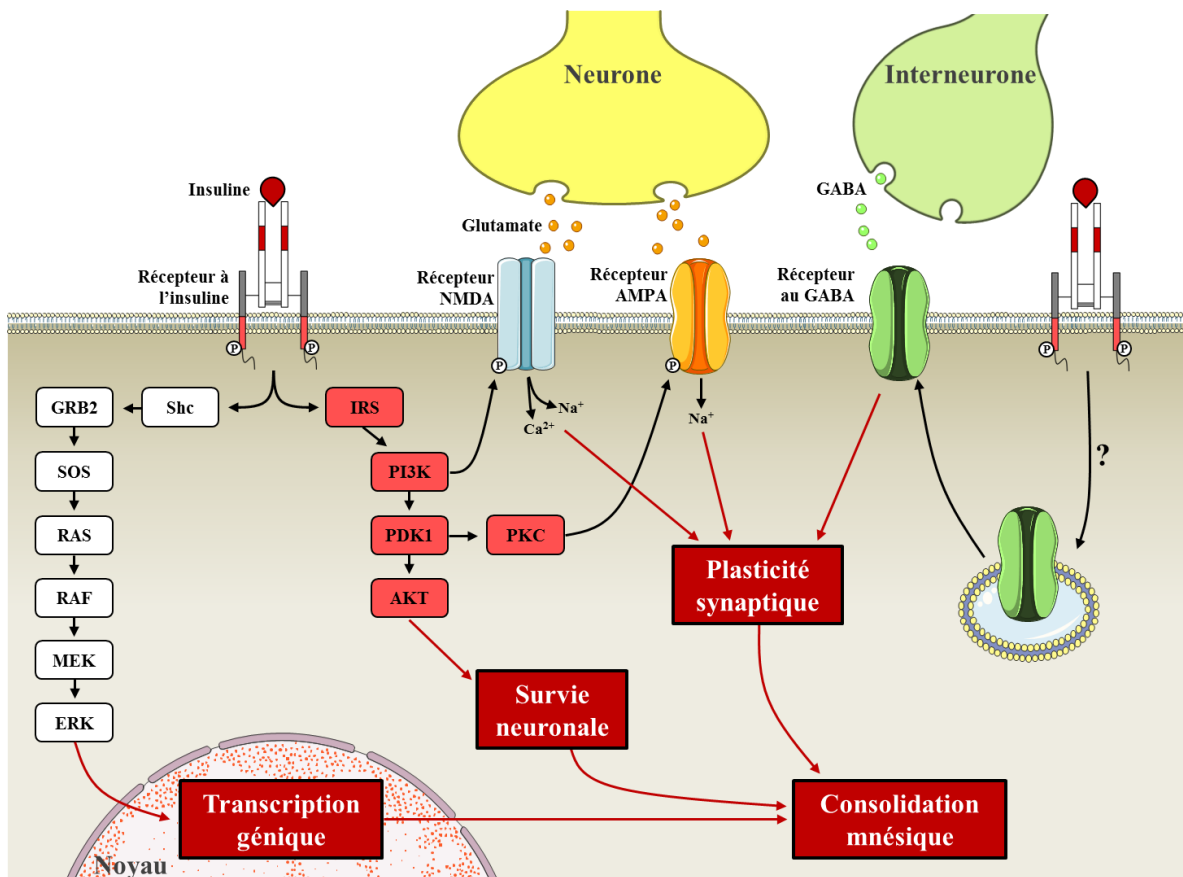 Neurone
Interneurone
Insuline
GABA
Glutamate
Récepteur à
l'insuline
Récepteur
NMDA
Récepteur
AMPA
Récepteur
au GABA
P
P
P
P
P
P
GRB2
Shc
IRS
Na⁺
Ca²⁺
Na⁺
SOS
PI3K
?
RAS
PDK1
PKC
RAF
AKT
Plasticité
synaptique
MEK
ERK
Survie
neuronale
Transcription
génique
Consolidation
mnésique
Noyau